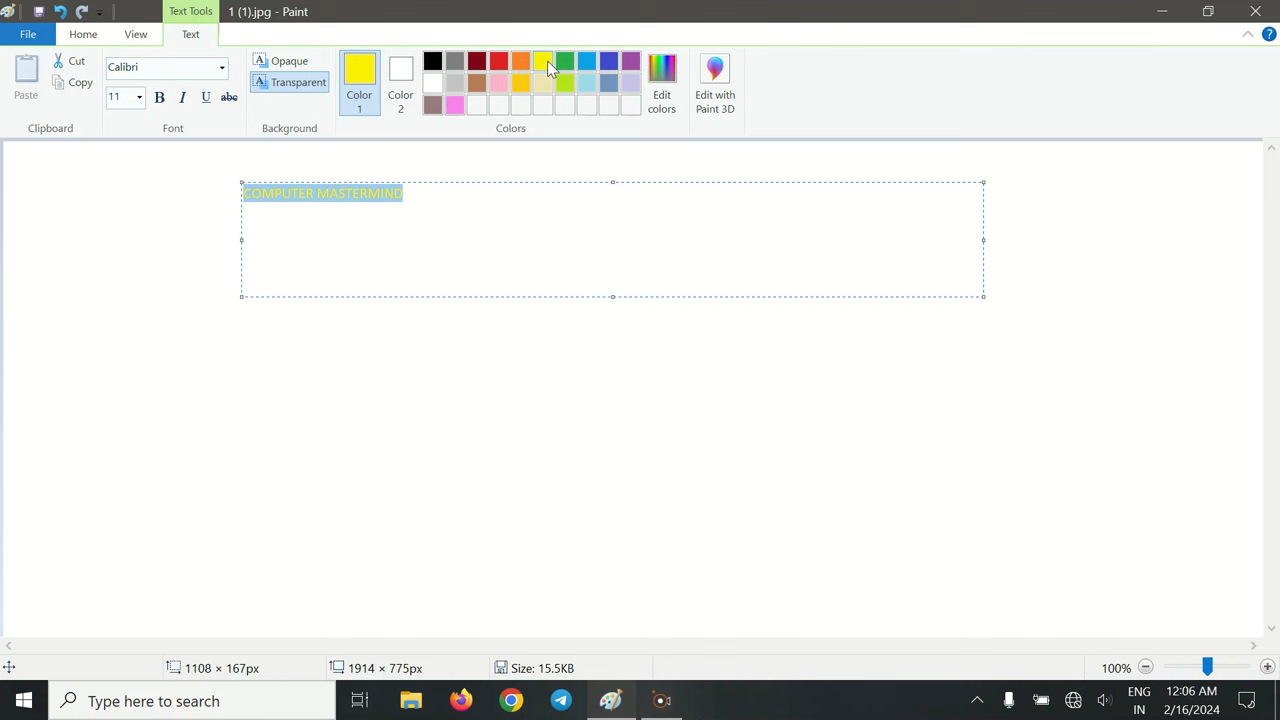 Text Tools
1 (1).jpg - Paint
File
Home
View
Text
Paste
Cut
Copy
Clipboard
Calibri
11
B I U abc
Font
Opaque
Transparent
Background
Color 1
Color 2
Edit colors
Colors
Edit with Paint 3D
COMPUTER MASTERMIND
1108 × 167px
1914 × 775px
Size: 15.5KB
100%
Type here to search
ENG
IN
12:06 AM
2/16/2024